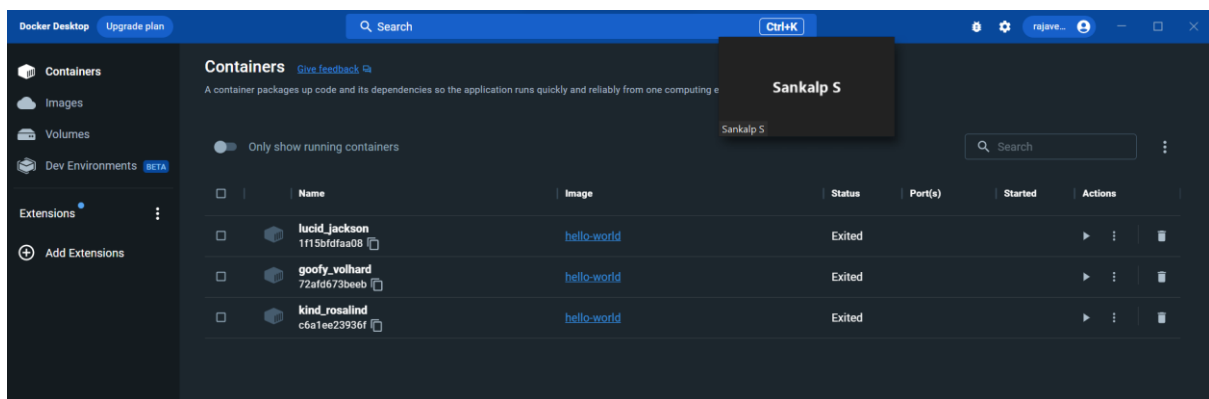 Docker Desktop Upgrade plan Search Ctrl+K rajave...
Containers
Images
Volumes
Dev Environments BETA
Extensions
Add Extensions
Containers Give feedback
A container packages up code and its dependencies so the application runs quickly and reliably from one computing e
Sankalp S
Sankalp S
Only show running containers Search
Name Image Status Port(s) Started Actions
lucid_jackson
1f15bfdfaa08 hello-world Exited
goofy_volhard
72afd673beeb hello-world Exited
kind_rosalind
c6a1ee23936f hello-world Exited